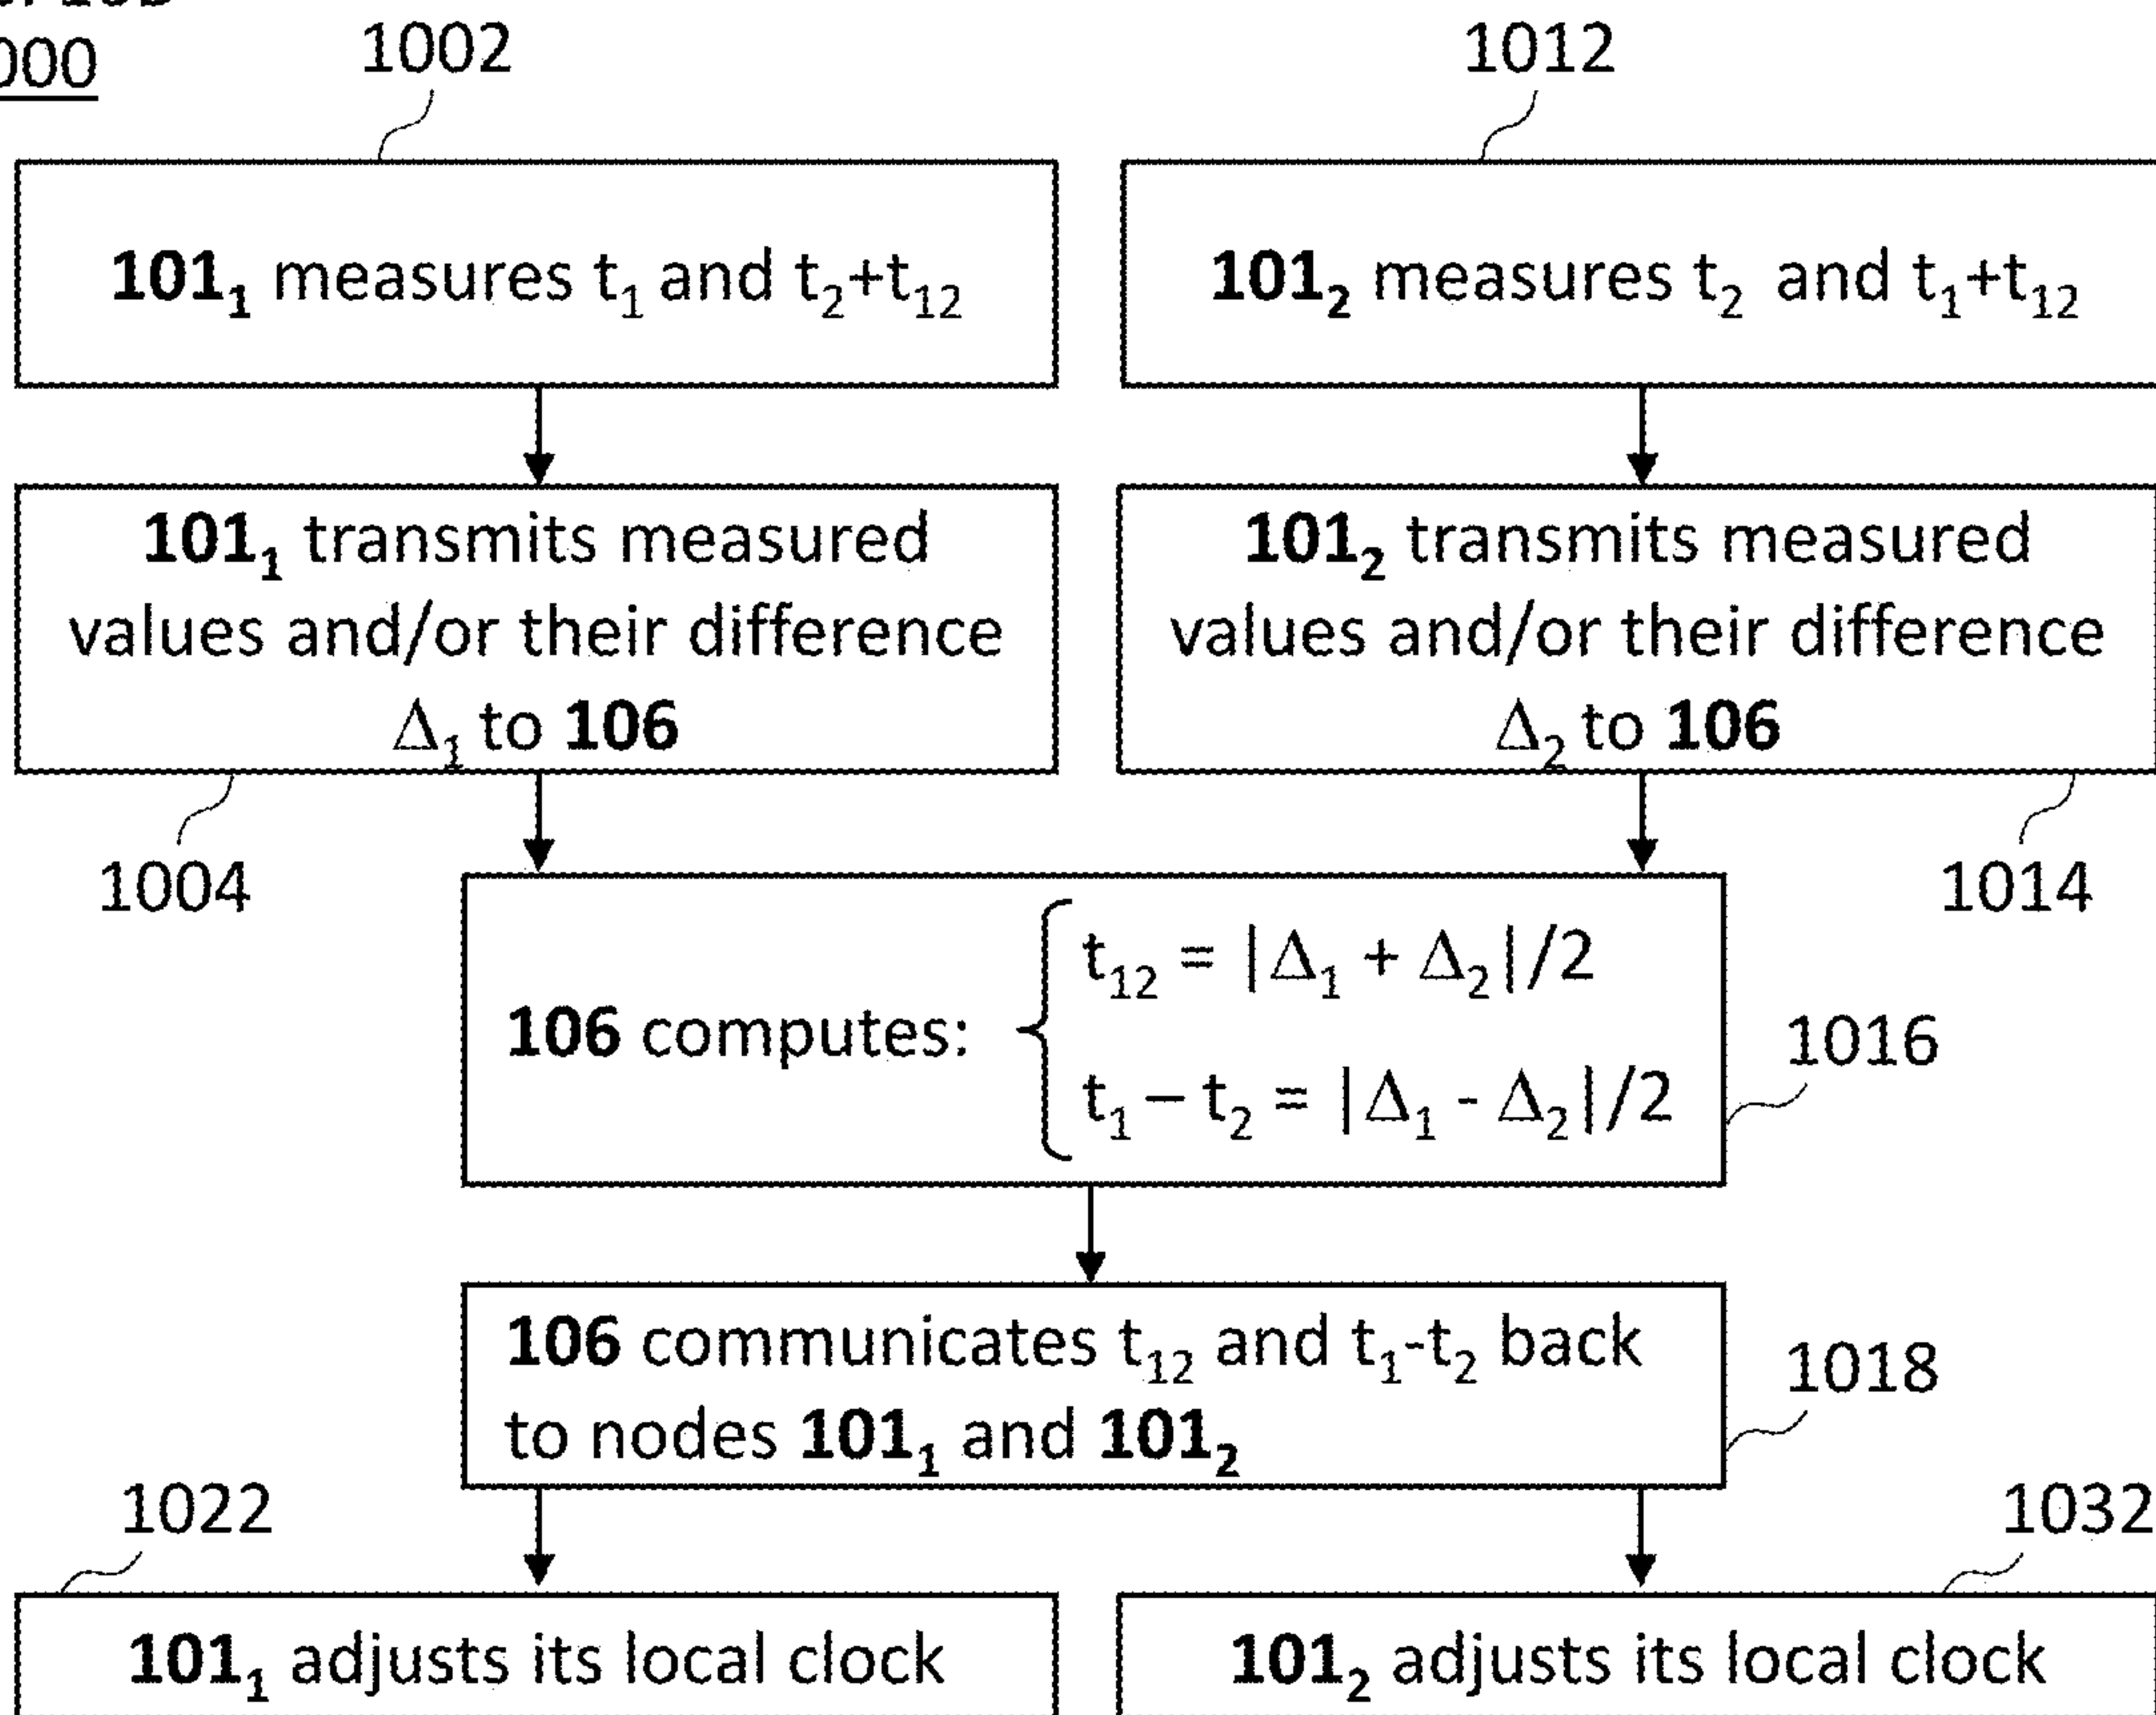 1002
1012
101₁ measures t₁ and t₂+t₁₂
101₂ measures t₂ and t₁+t₁₂
101₁ transmits measured
values and/or their difference
Δ₁ to 106
101₂ transmits measured
values and/or their difference
Δ₂ to 106
1004
1014
106 computes:
t₁₂ = |Δ₁ + Δ₂|/2
t₁ – t₂ = |Δ₁ - Δ₂|/2
1016
106 communicates t₁₂ and t₁-t₂ back
to nodes 101₁ and 101₂
1018
1022
1032
101₁ adjusts its local clock
101₂ adjusts its local clock